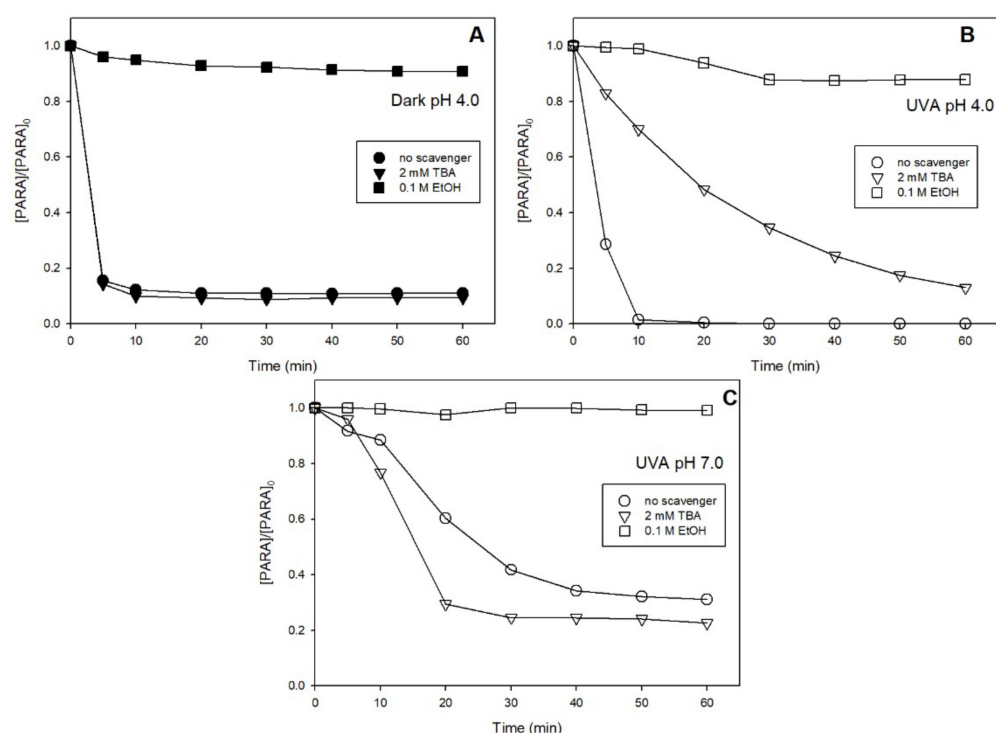 A
1.0
0.8
0.6
0.4
0.2
0.0
[PARA]/[PARA]₀
Dark pH 4.0
no scavenger
2 mM TBA
0.1 M EtOH
0 10 20 30 40 50 60
Time (min)
B
1.0
0.8
0.6
0.4
0.2
0.0
[PARA]/[PARA]₀
UVA pH 4.0
no scavenger
2 mM TBA
0.1 M EtOH
0 10 20 30 40 50 60
Time (min)
C
1.0
0.8
0.6
0.4
0.2
0.0
[PARA]/[PARA]₀
UVA pH 7.0
no scavenger
2 mM TBA
0.1 M EtOH
0 10 20 30 40 50 60
Time (min)